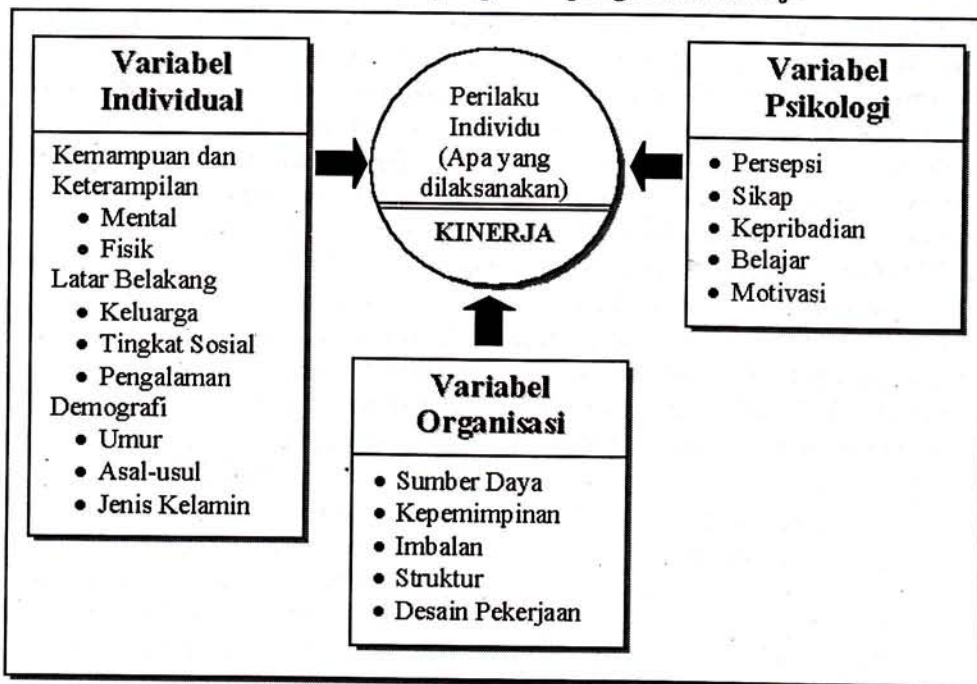 Variabel
Individual
Kemampuan dan
Keterampilan
• Mental
• Fisik
Latar Belakang
• Keluarga
• Tingkat Sosial
• Pengalaman
Demografi
• Umur
• Asal-usul
• Jenis Kelamin
Perilaku
Individu
(Apa yang
dilaksanakan)
KINERJA
Variabel
Psikologi
• Persepsi
• Sikap
• Kepribadian
• Belajar
• Motivasi
Variabel
Organisasi
• Sumber Daya
• Kepemimpinan
• Imbalan
• Struktur
• Desain Pekerjaan